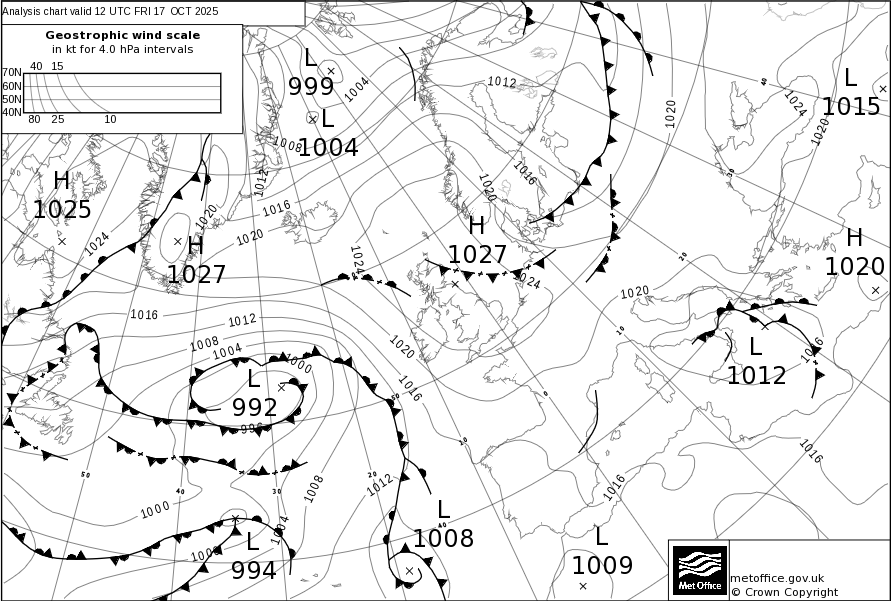 Analysis chart valid 12 UTC FRI 17 OCT 2025
Geostrophic wind scale
in kt for 4.0 hPa intervals
40 15
70N
60N
50N
40N
80 25 10
L
999
1004
L
1004
1008
1012
1012
1020
1024
L
1015
1020
H
1025
1024
1020
1016
1020
H
1027
1016
1020
H
1027
1024
1024
H
1020
40
30
20
10
0
10
1020
1016
1012
1008
1004
1000
L
992
996
1020
1016
L
1012
1016
1016
50
40
30
20
50
40
1000
1008
1012
1004
L
994
L
1008
1016
L
1009
Met Office
metoffice.gov.uk
© Crown Copyright